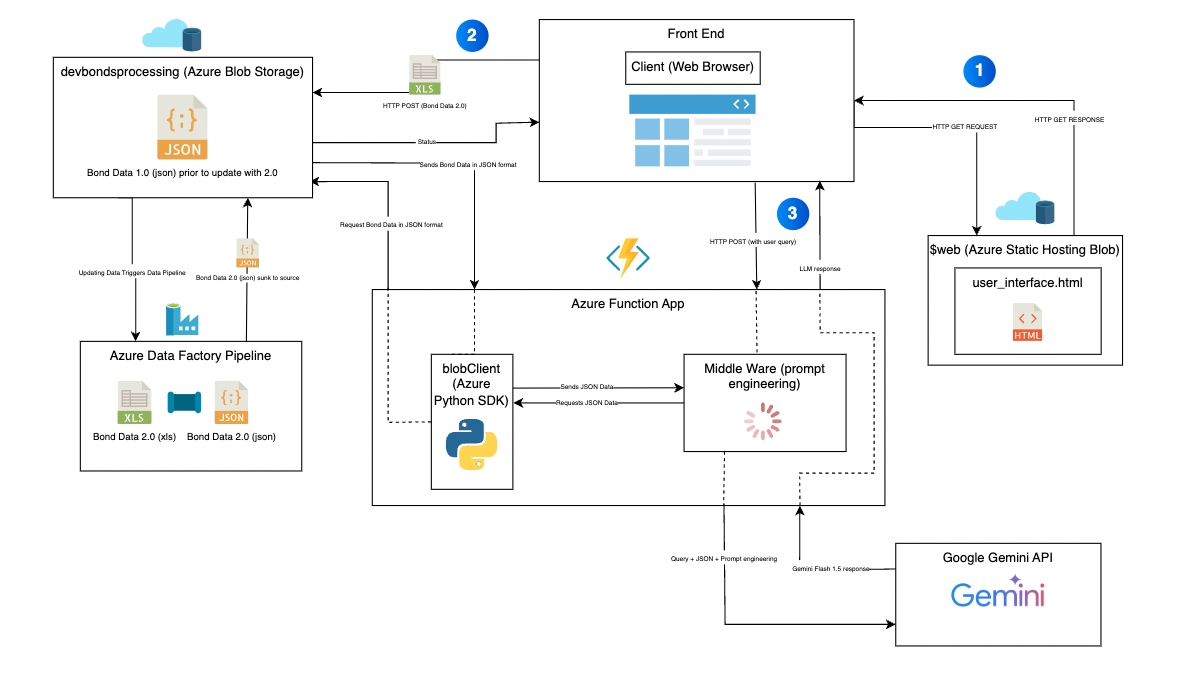 2
Front End
Client (Web Browser)
1
devbondsprocessing (Azure Blob Storage)
JSON
Bond Data 1.0 (json) prior to update with 2.0
XLS
HTTP POST (Bond Data 2.0)
Status
Sends Bond Data in JSON format
Request Bond Data in JSON format
HTTP GET REQUEST
HTTP GET RESPONSE
3
HTTP POST (with user query)
LLM response
$web (Azure Static Hosting Blob)
user_interface.html
HTML
Updating Data Triggers Data Pipeline
JSON
Bond Data 2.0 (json) sunk to source
Azure Data Factory Pipeline
XLS
JSON
Bond Data 2.0 (xls)
Bond Data 2.0 (json)
Azure Function App
blobClient
(Azure
Python SDK)
Sends JSON Data
Requests JSON Data
Middle Ware (prompt
engineering)
Query + JSON + Prompt engineering
Gemini Flash 1.5 response
Google Gemini API
Gemini